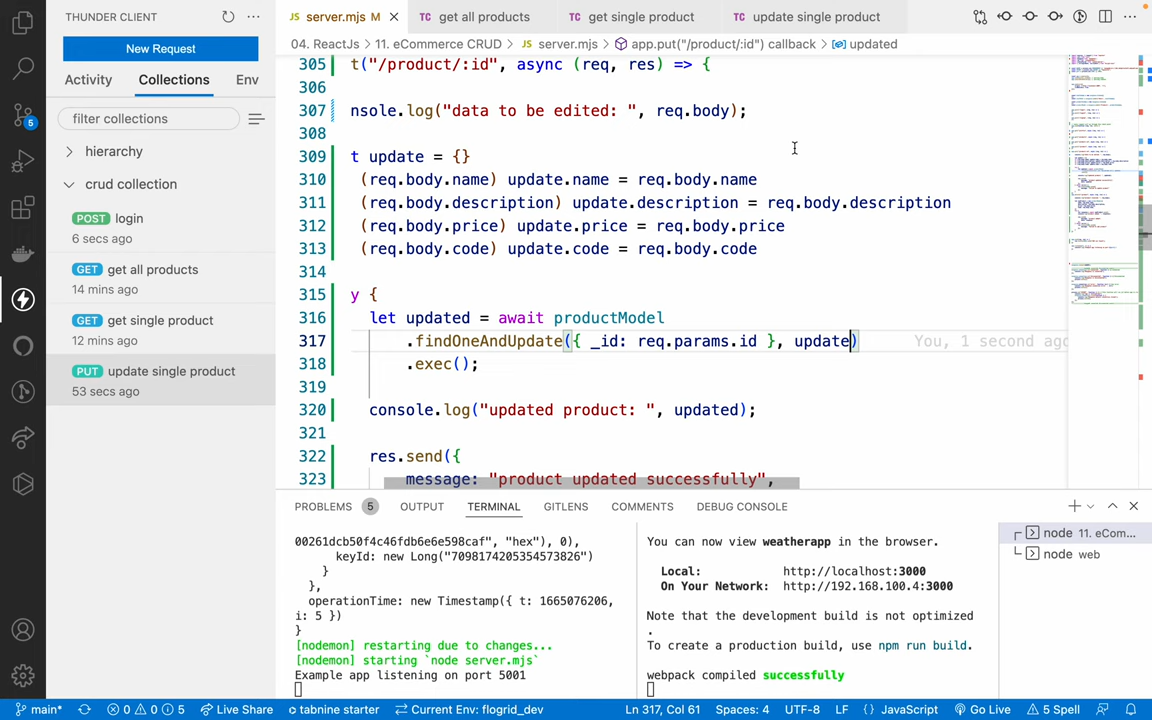 THUNDER CLIENT
New Request
Activity Collections Env
filter collections
hierarchy
crud collection
POST login
6 secs ago
GET get all products
14 mins ago
GET get single product
12 mins ago
PUT update single product
53 secs ago
JS server.mjs M TC get all products TC get single product TC update single product
04. ReactJs > 11. eCommerce CRUD > JS server.mjs > app.put("/product/:id") callback > updated
305 t("/product/:id", async (req, res) => {
306
307 nsole.log("data to be edited: ", req.body);
308
309 t update = {}
310 (req.body.name) update.name = req.body.name
311 (req.body.description) update.description = req.body.description
312 (req.body.price) update.price = req.body.price
313 (req.body.code) update.code = req.body.code
314
315 y {
316 let updated = await productModel
317 .findOneAndUpdate({ _id: req.params.id }, update) You, 1 second ago
318 .exec();
319
320 console.log("updated product: ", updated);
321
322 res.send({
323 message: "product updated successfully",
PROBLEMS 5 OUTPUT TERMINAL GITLENS COMMENTS DEBUG CONSOLE
00261dcb50f4c46fdb6e6e598caf", "hex"), 0),
keyId: new Long("7098174205354573826")
}
},
operationTime: new Timestamp({ t: 1665076206,
i: 5 })
}
[nodemon] restarting due to changes...
[nodemon] starting `node server.mjs`
Example app listening on port 5001
You can now view weatherapp in the browser.
Local: http://localhost:3000
On Your Network: http://192.168.100.4:3000
Note that the development build is not optimized
.
To create a production build, use npm run build.
webpack compiled successfully
node 11. eCom...
node web
5
main* 0 0 5 Live Share tabnine starter Current Env: flogrid_dev Ln 317, Col 61 Spaces: 4 UTF-8 LF {} JavaScript Go Live 5 Spell